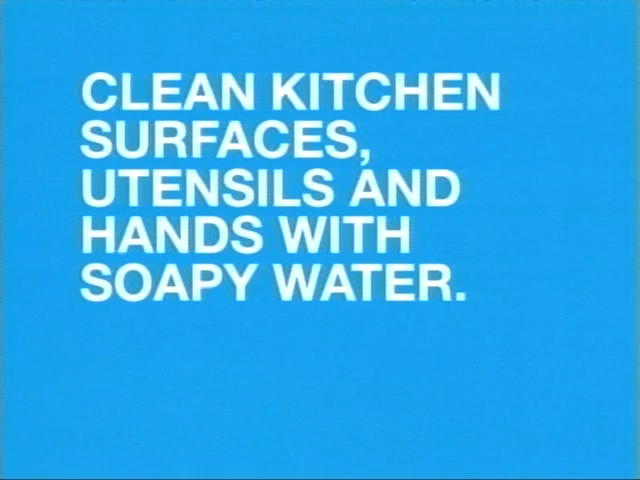 CLEAN KITCHEN
SURFACES,
UTENSILS AND
HANDS WITH
SOAPY WATER.